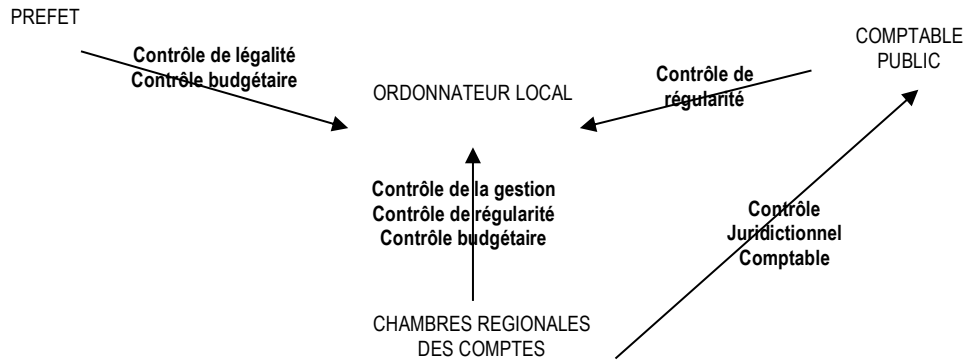 PREFET
Contrôle de légalité
Contrôle budgétaire
COMPTABLE
PUBLIC
Contrôle de
régularité
ORDONNATEUR LOCAL
Contrôle de la gestion
Contrôle de régularité
Contrôle budgétaire
Contrôle
Juridictionnel
Comptable
CHAMBRES REGIONALES
DES COMPTES